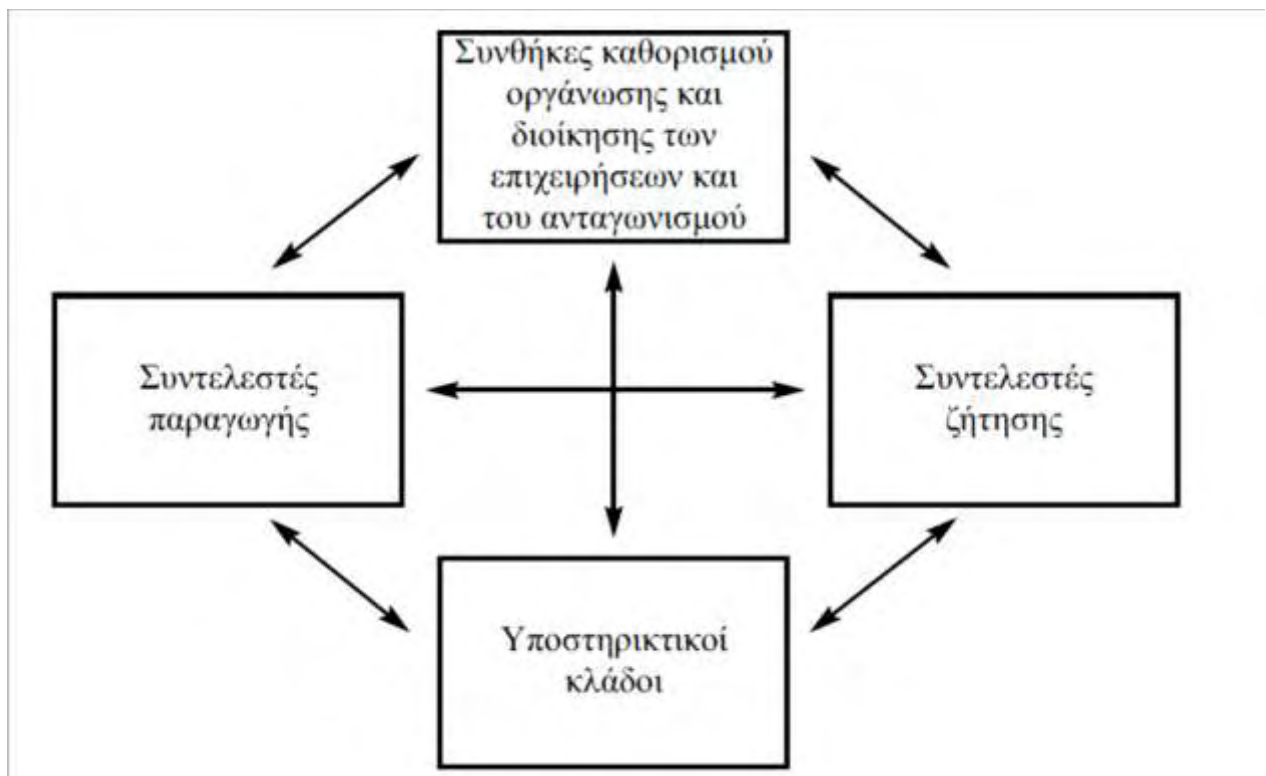 Συνθήκες καθορισμού
οργάνωσης και
διοίκησης των
επιχειρήσεων και
του ανταγωνισμού
Συντελεστές
παραγωγής
Συντελεστές
ζήτησης
Υποστηρικτικοί
κλάδοι